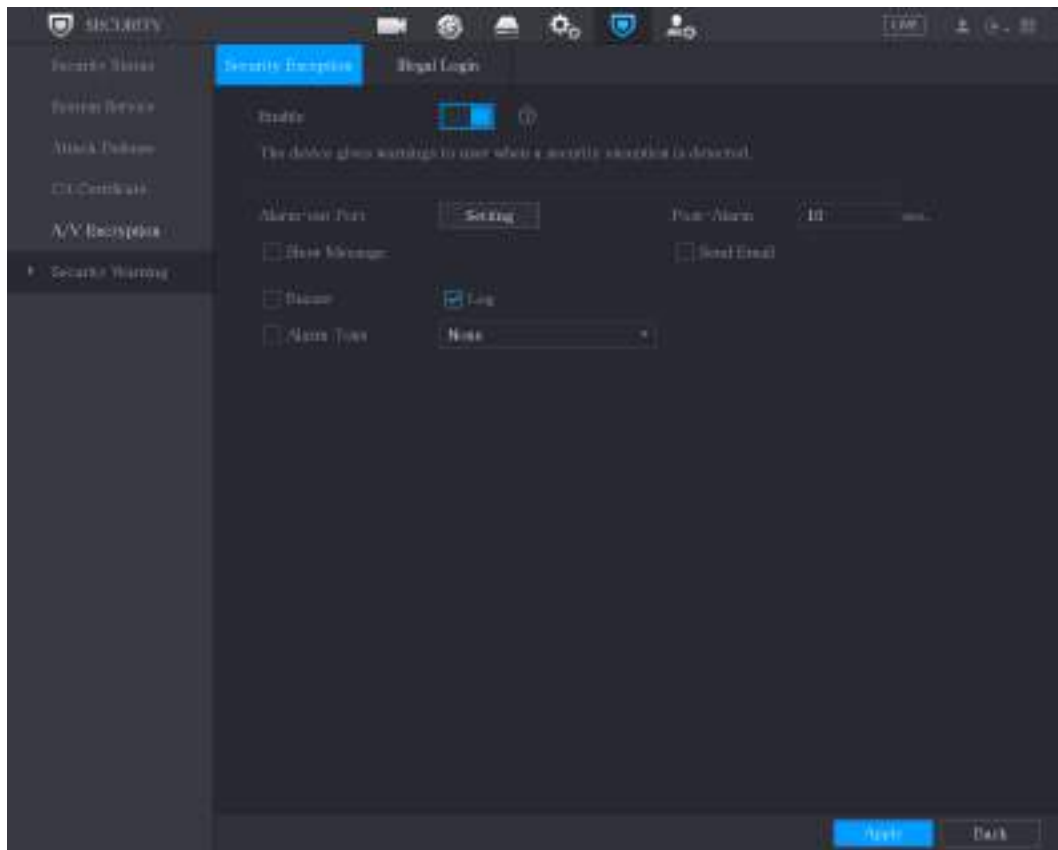 SECURITY
LIVE
Security Status
System Service
Attack Defense
CA Certificate
A/V Encryption
Security Warning
Security Exception
Illegal Login
Enable
The device gives warnings to user when a security exception is detected.
Alarm-out Port
Setting
Post-Alarm
10
sec.
Show Message
Send Email
Buzzer
Log
Alarm Tone
None
Apply
Back